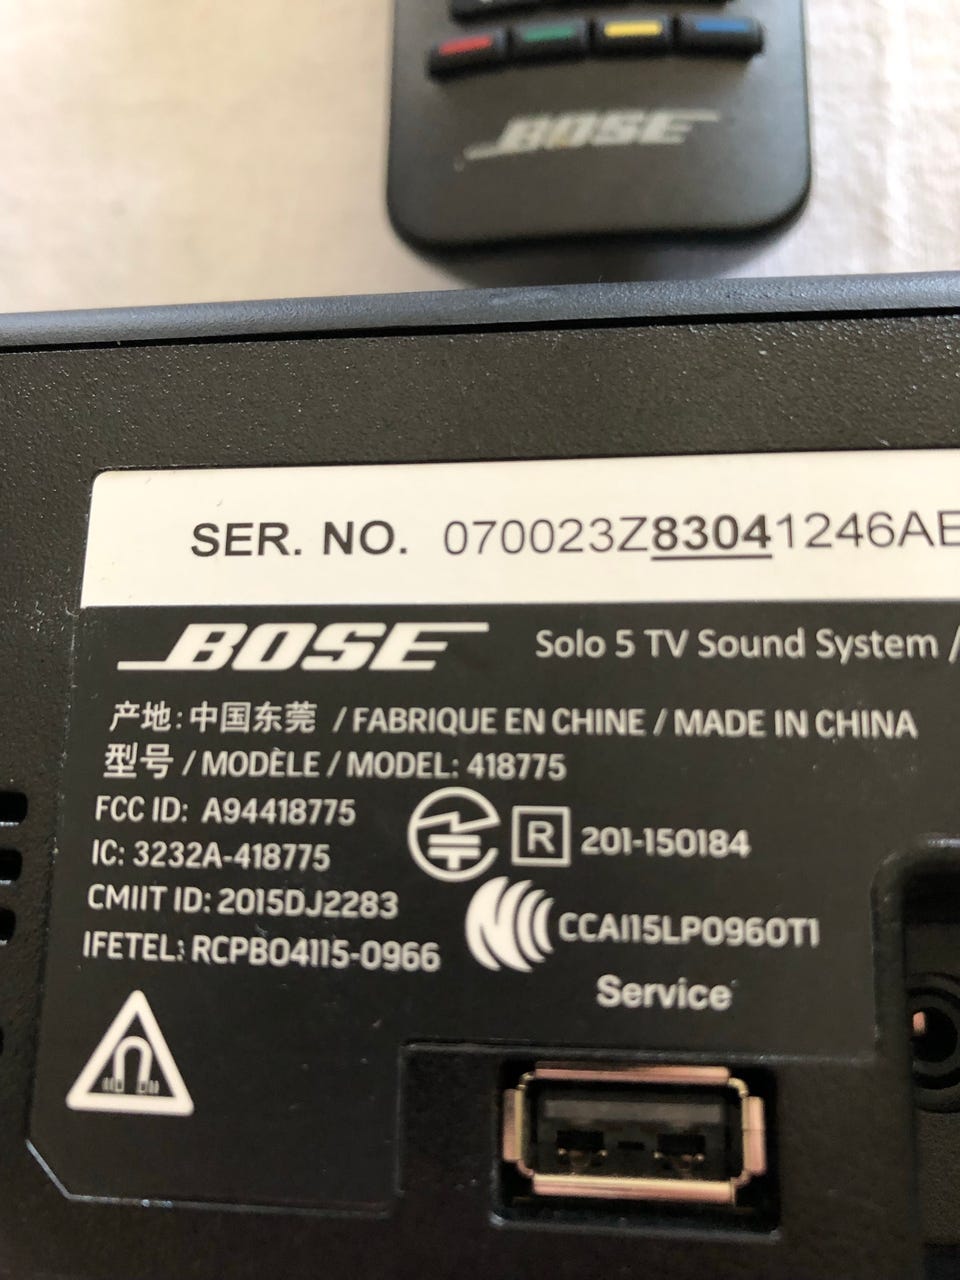 BOSE
SER. NO. 070023Z83041246AE
BOSE Solo 5 TV Sound System /
产地: 中国东莞 / FABRIQUE EN CHINE / MADE IN CHINA
型号 / MODÈLE / MODEL: 418775
FCC ID: A94418775
IC: 3232A-418775
R 201-150184
CMIIT ID: 2015DJ2283
CCAI15LP0960T1
IFETEL: RCPBO4115-0966
Service